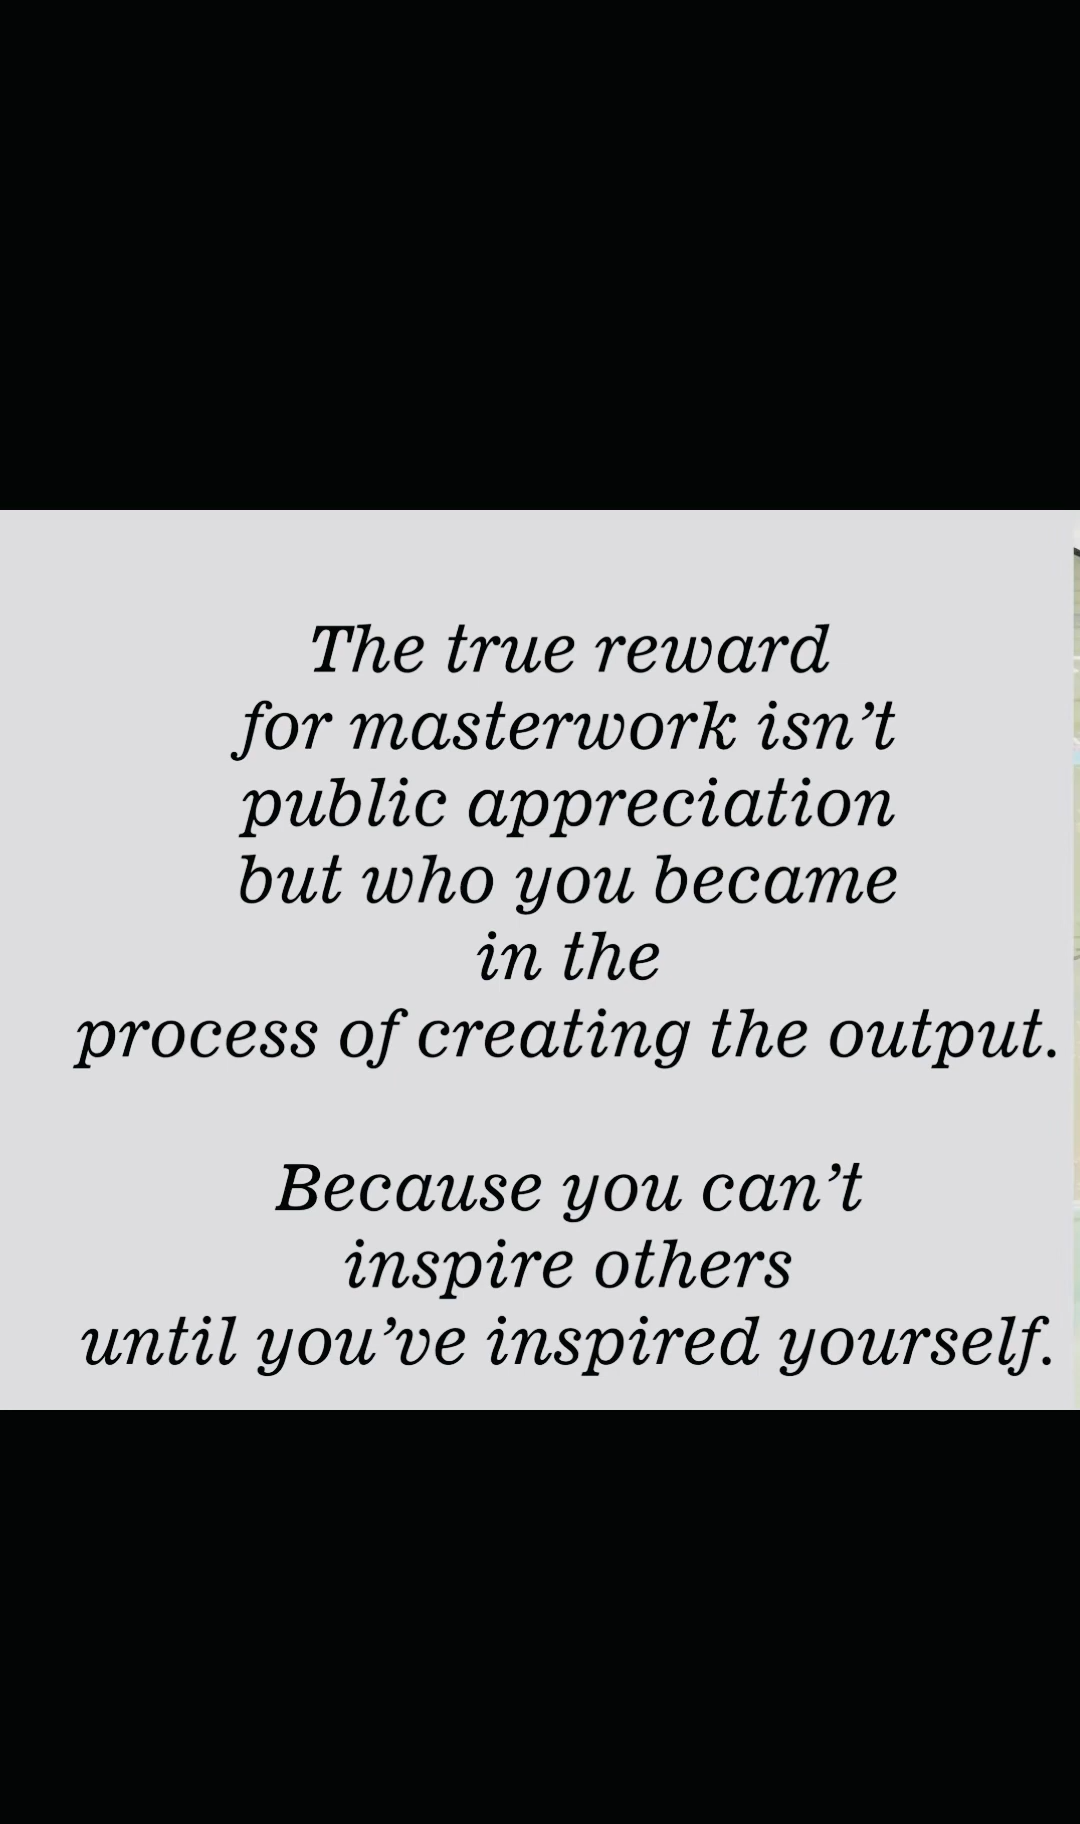 The true reward
for masterwork isn’t
public appreciation
but who you became
in the
process of creating the output.
Because you can’t
inspire others
until you’ve inspired yourself.